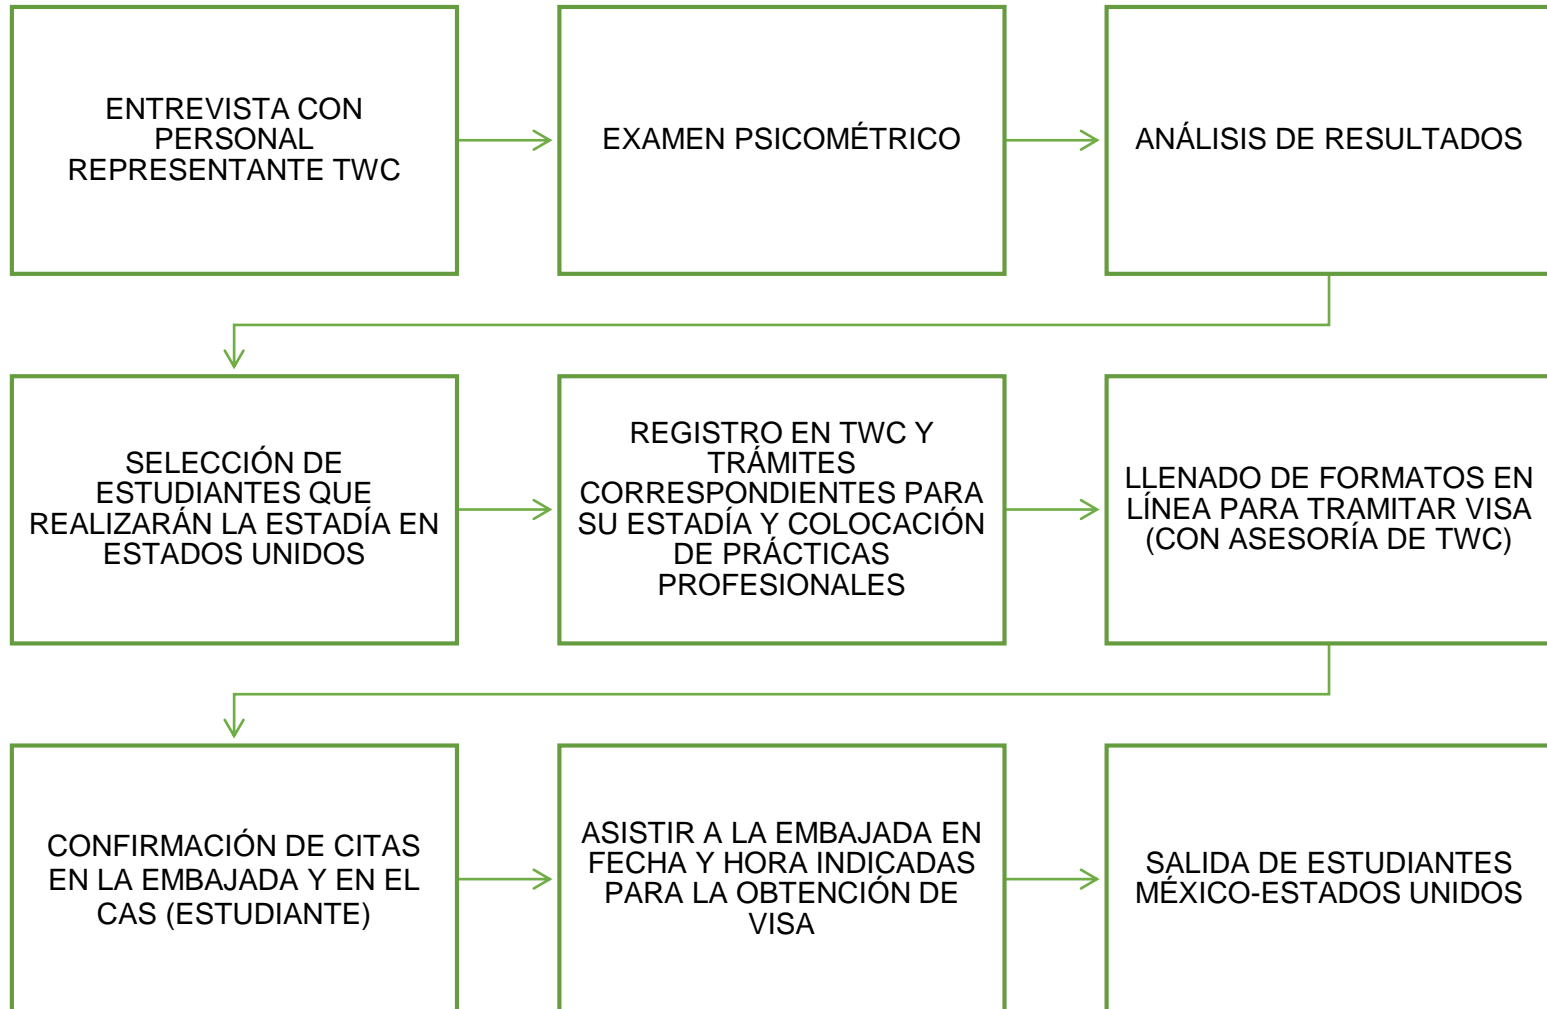 ENTREVISTA CON
PERSONAL
REPRESENTANTE TWC
EXAMEN PSICOMÉTRICO
ANÁLISIS DE RESULTADOS
SELECCIÓN DE
ESTUDIANTES QUE
REALIZARÁN LA ESTADÍA EN
ESTADOS UNIDOS
REGISTRO EN TWC Y
TRÁMITES
CORRESPONDIENTES PARA
SU ESTADÍA Y COLOCACIÓN
DE PRÁCTICAS
PROFESIONALES
LLENADO DE FORMATOS EN
LÍNEA PARA TRAMITAR VISA
(CON ASESORÍA DE TWC)
CONFIRMACIÓN DE CITAS
EN LA EMBAJADA Y EN EL
CAS (ESTUDIANTE)
ASISTIR A LA EMBAJADA EN
FECHA Y HORA INDICADAS
PARA LA OBTENCIÓN DE
VISA
SALIDA DE ESTUDIANTES
MÉXICO-ESTADOS UNIDOS